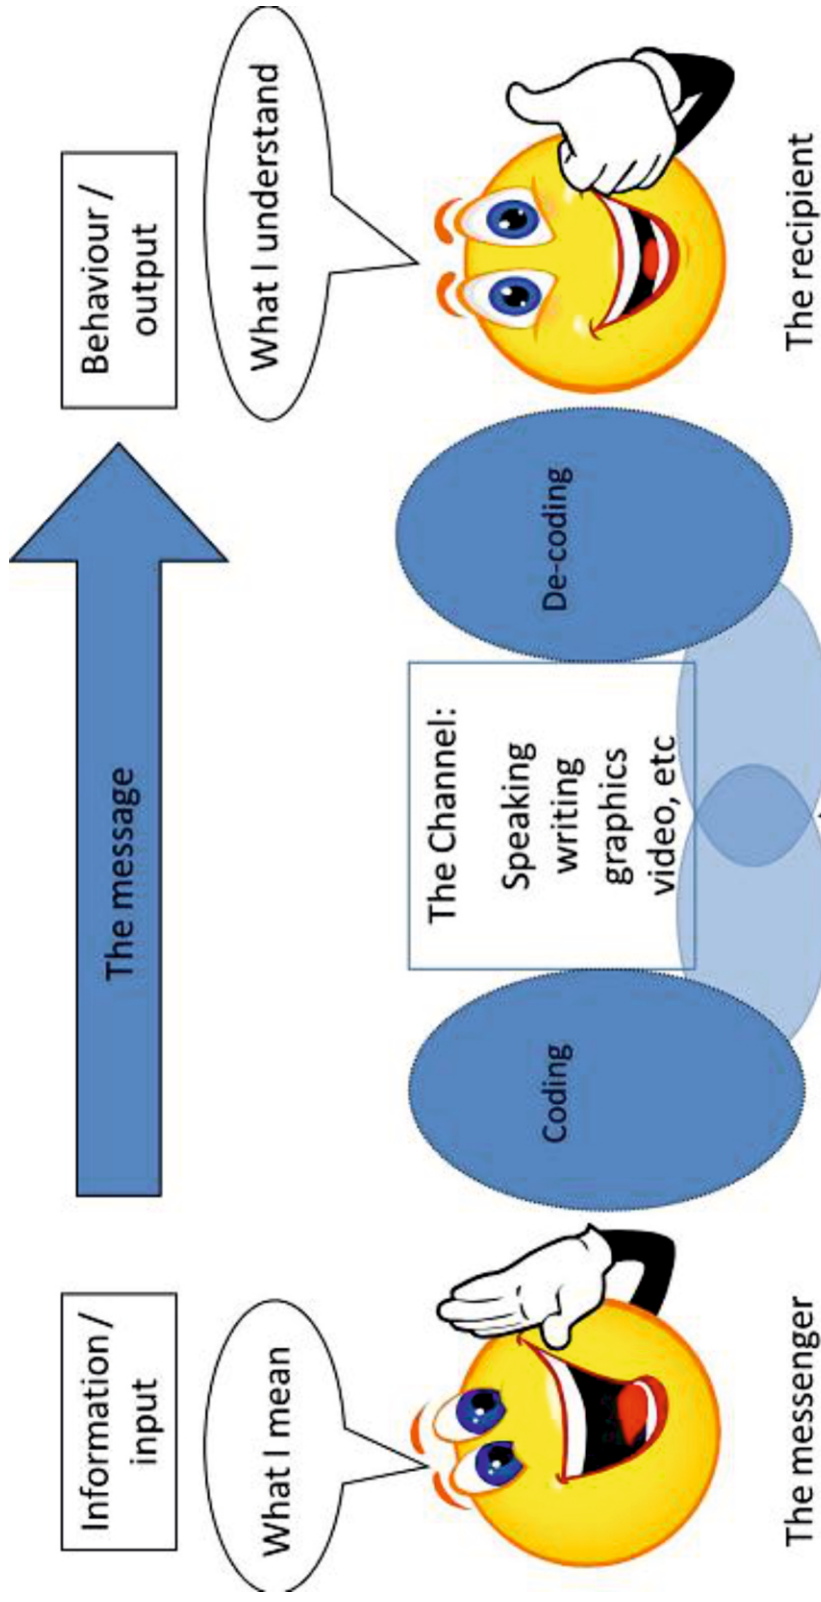 Information /
input
The message
Behaviour /
output
What I mean
What I understand
Coding
The Channel:
Speaking
writing
graphics
video, etc
De-coding
The messenger
The recipient